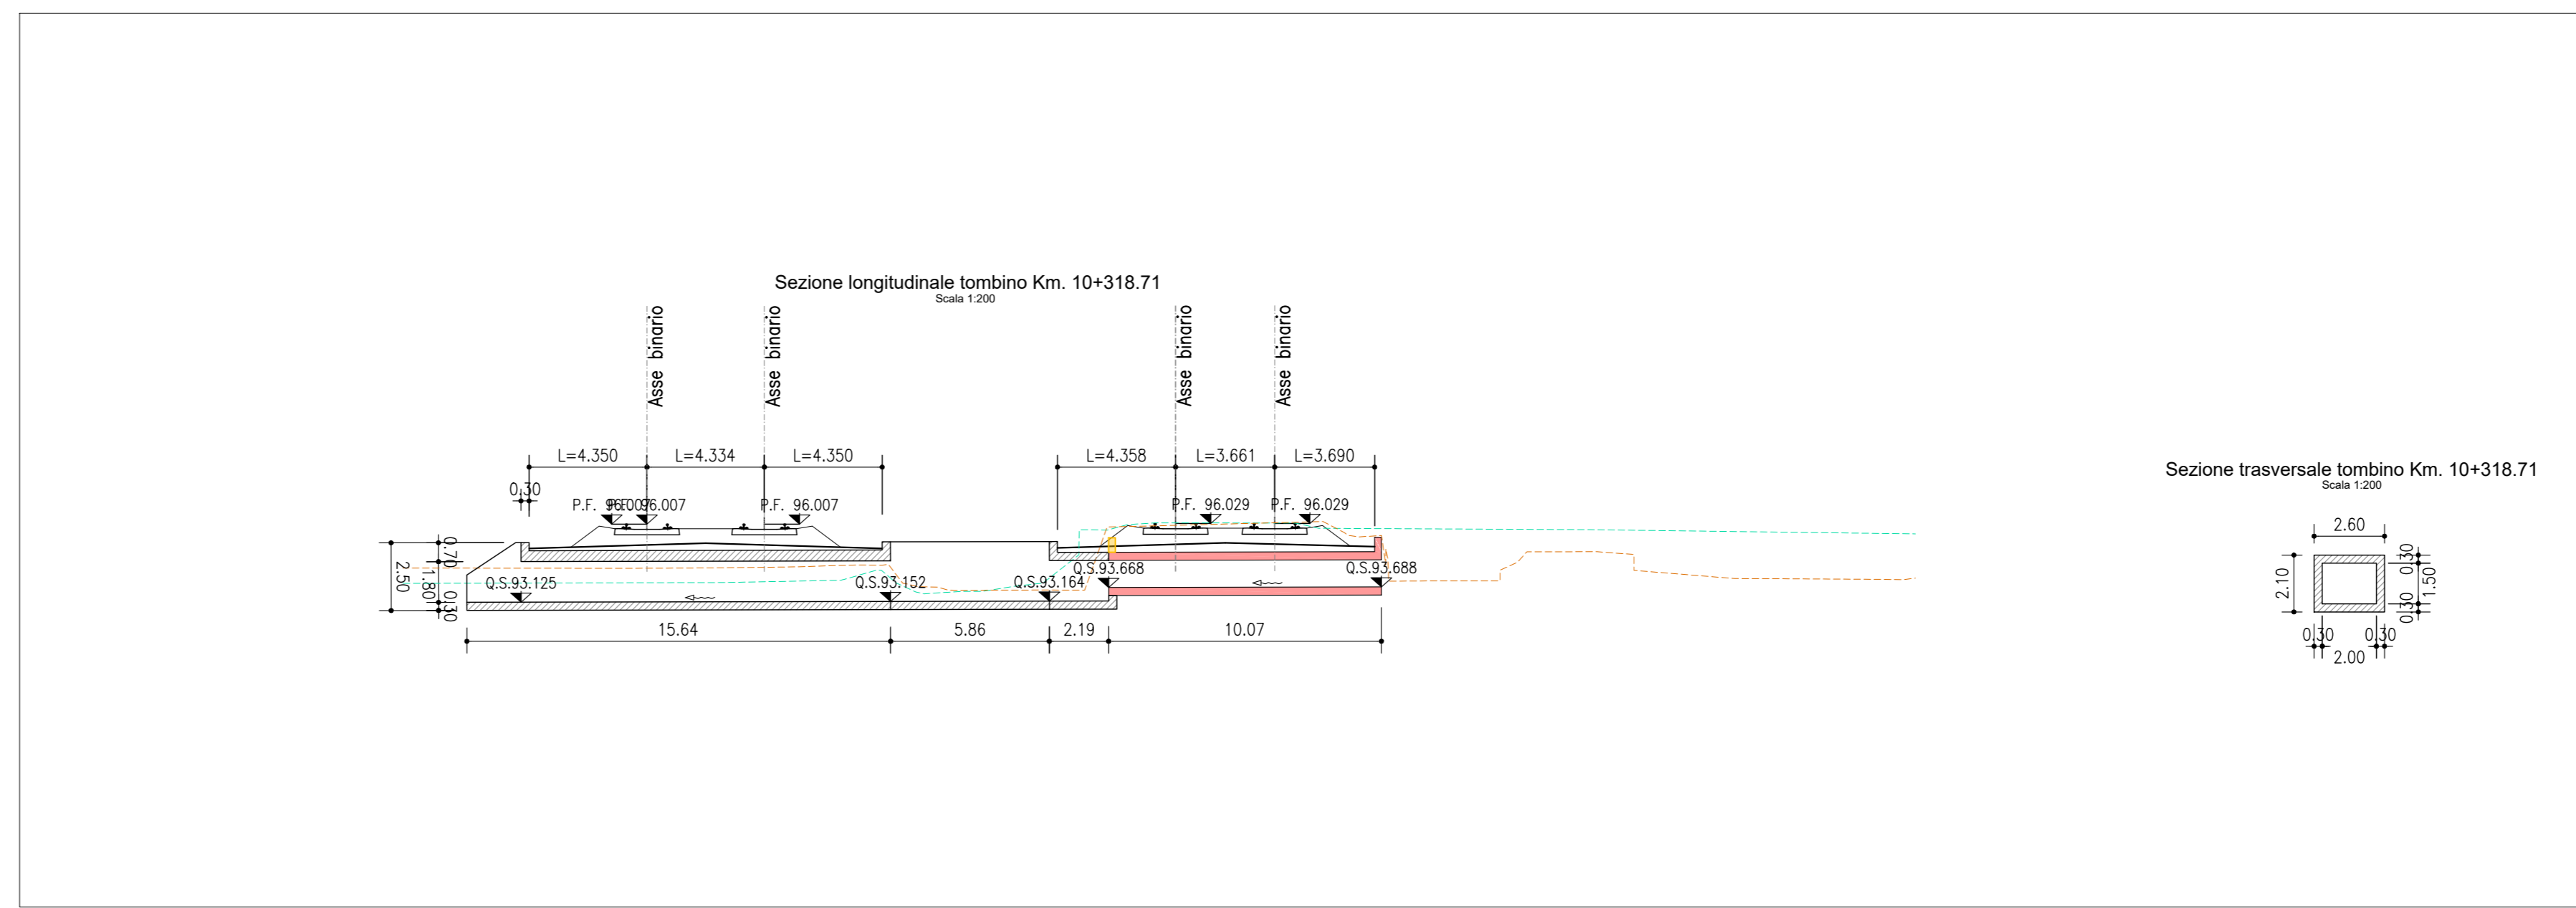 Sezione longitudinale tombino Km. 10+318.71
Scala 1:200
Asse binario
Asse binario
Asse binario
Asse binario
L=4.350
L=4.334
L=4.350
L=4.358
L=3.661
L=3.690
0.30
P.F. 96.007
P.F. 96.007
P.F. 96.007
P.F. 96.029
P.F. 96.029
2.50
0.70
1.80
0.30
Q.S.93.125
Q.S.93.152
Q.S.93.164
Q.S.93.668
Q.S.93.688
15.64
5.86
2.19
10.07
Sezione trasversale tombino Km. 10+318.71
Scala 1:200
2.60
2.10
0.30
1.50
0.30
0.30
0.30
2.00